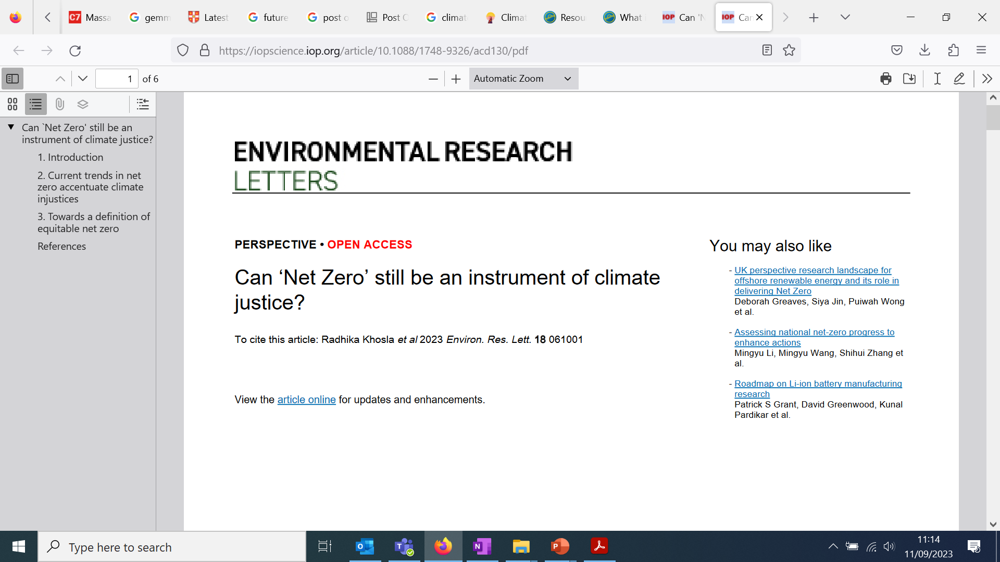 Massa
gemm
Latest
future
post o
Post C
climat
Climat
Resou
What i
IOP Can 'N
IOP Can
https://iopscience.iop.org/article/10.1088/1748-9326/acd130/pdf
1 of 6
Automatic Zoom
Can `Net Zero' still be an
instrument of climate justice?
1. Introduction
2. Current trends in net
zero accentuate climate
injustices
3. Towards a definition of
equitable net zero
References
ENVIRONMENTAL RESEARCH
LETTERS
PERSPECTIVE • OPEN ACCESS
Can ‘Net Zero’ still be an instrument of climate
justice?
To cite this article: Radhika Khosla et al 2023 Environ. Res. Lett. 18 061001
View the article online for updates and enhancements.
You may also like
- UK perspective research landscape for
offshore renewable energy and its role in
delivering Net Zero
Deborah Greaves, Siya Jin, Puiwah Wong
et al.
- Assessing national net-zero progress to
enhance actions
Mingyu Li, Mingyu Wang, Shihui Zhang et
al.
- Roadmap on Li-ion battery manufacturing
research
Patrick S Grant, David Greenwood, Kunal
Pardikar et al.
Type here to search
11:14
11/09/2023